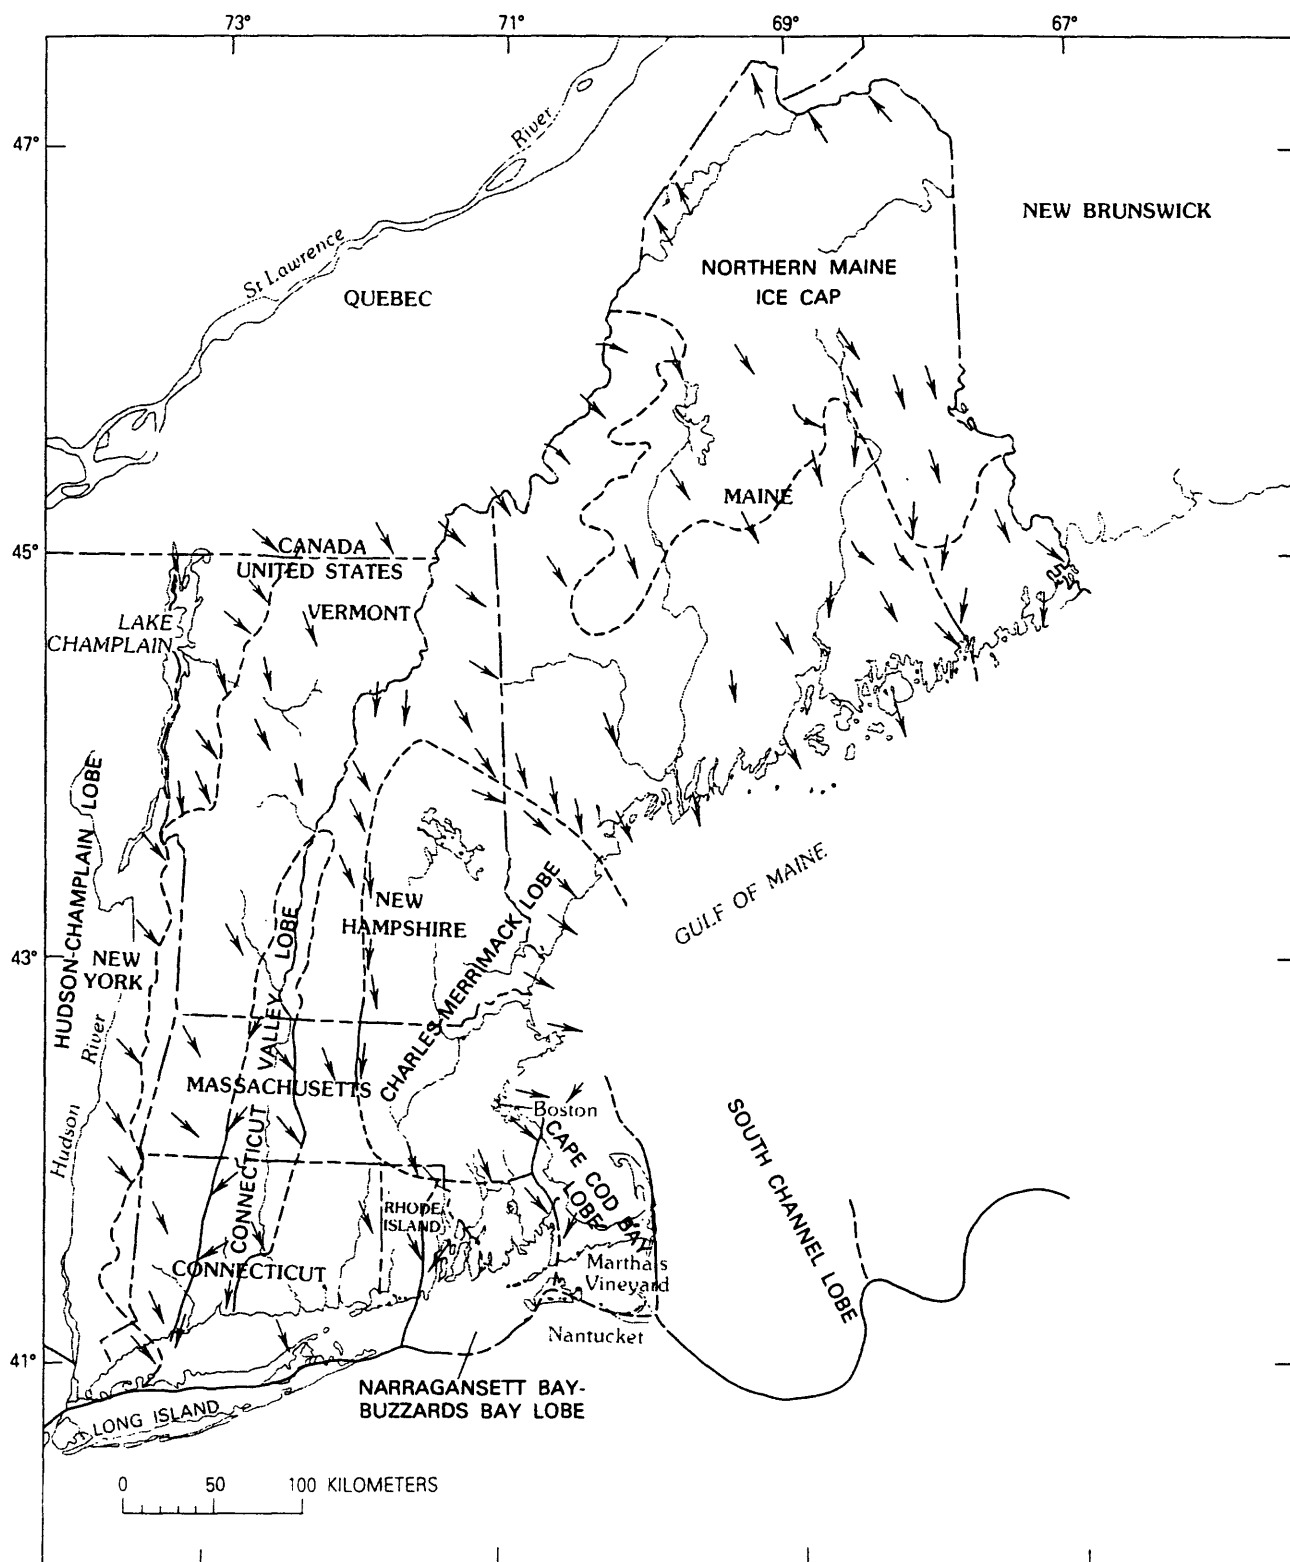 73°
71°
69°
67°
47°
River
St Lawrence
QUEBEC
NEW BRUNSWICK
NORTHERN MAINE
ICE CAP
MAINE
45°
CANADA
UNITED STATES
VERMONT
LAKE
CHAMPLAIN
HUDSON-CHAMPLAIN LOBE
GULF OF MAINE
NEW
HAMPSHIRE
CHARLES-MERRIMACK LOBE
43°
NEW
YORK
CONNECTICUT VALLEY LOBE
Hudson River
MASSACHUSETTS
Boston
CAPE COD BAY
LOBE
SOUTH CHANNEL LOBE
RHODE
ISLAND
CONNECTICUT
Marthas
Vineyard
Nantucket
41°
NARRAGANSETT BAY-
BUZZARDS BAY LOBE
LONG ISLAND
0 50 100 KILOMETERS